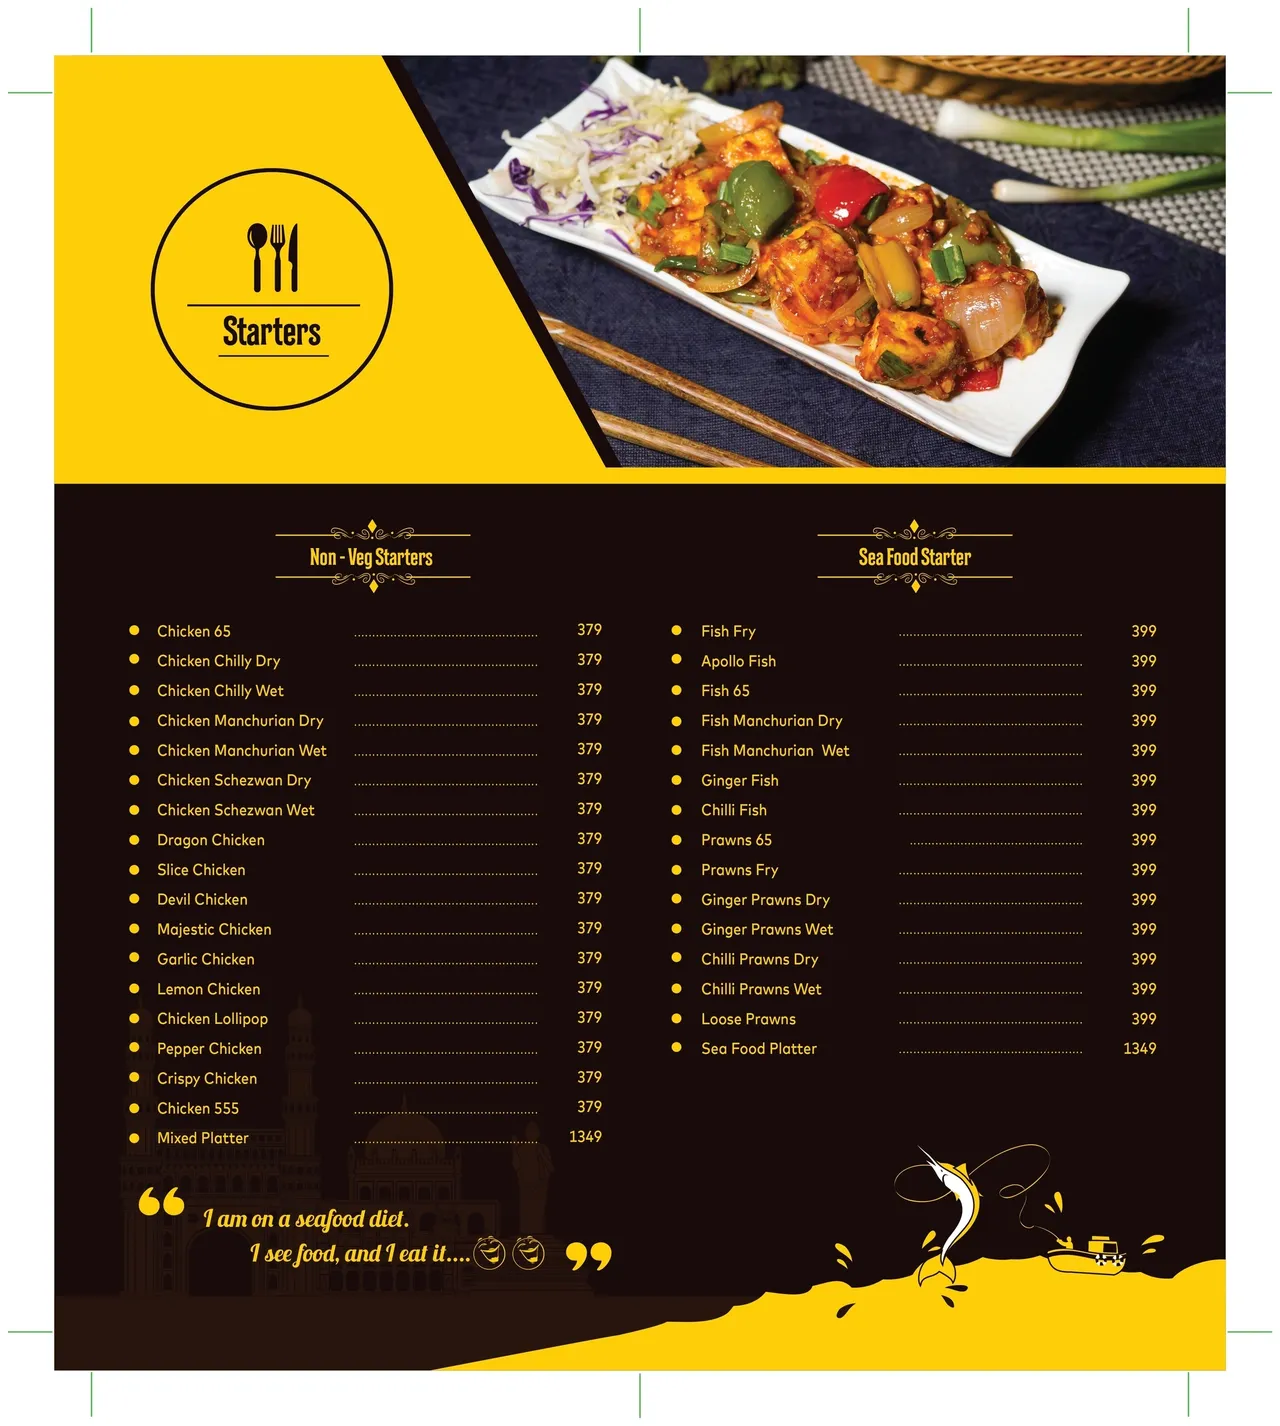 Starters
Non - Veg Starters
Chicken 65 ........................................................ 379
Chicken Chilly Dry ........................................................ 379
Chicken Chilly Wet ........................................................ 379
Chicken Manchurian Dry ........................................................ 379
Chicken Manchurian Wet ........................................................ 379
Chicken Schezwan Dry ........................................................ 379
Chicken Schezwan Wet ........................................................ 379
Dragon Chicken ........................................................ 379
Slice Chicken ........................................................ 379
Devil Chicken ........................................................ 379
Majestic Chicken ........................................................ 379
Garlic Chicken ........................................................ 379
Lemon Chicken ........................................................ 379
Chicken Lollipop ........................................................ 379
Pepper Chicken ........................................................ 379
Crispy Chicken ........................................................ 379
Chicken 555 ........................................................ 379
Mixed Platter ........................................................ 1349
Sea Food Starter
Fish Fry ........................................................ 399
Apollo Fish ........................................................ 399
Fish 65 ........................................................ 399
Fish Manchurian Dry ........................................................ 399
Fish Manchurian Wet ........................................................ 399
Ginger Fish ........................................................ 399
Chilli Fish ........................................................ 399
Prawns 65 ........................................................ 399
Prawns Fry ........................................................ 399
Ginger Prawns Dry ........................................................ 399
Ginger Prawns Wet ........................................................ 399
Chilli Prawns Dry ........................................................ 399
Chilli Prawns Wet ........................................................ 399
Loose Prawns ........................................................ 399
Sea Food Platter ........................................................ 1349
“ I am on a seafood diet.
I see food, and I eat it.... ”